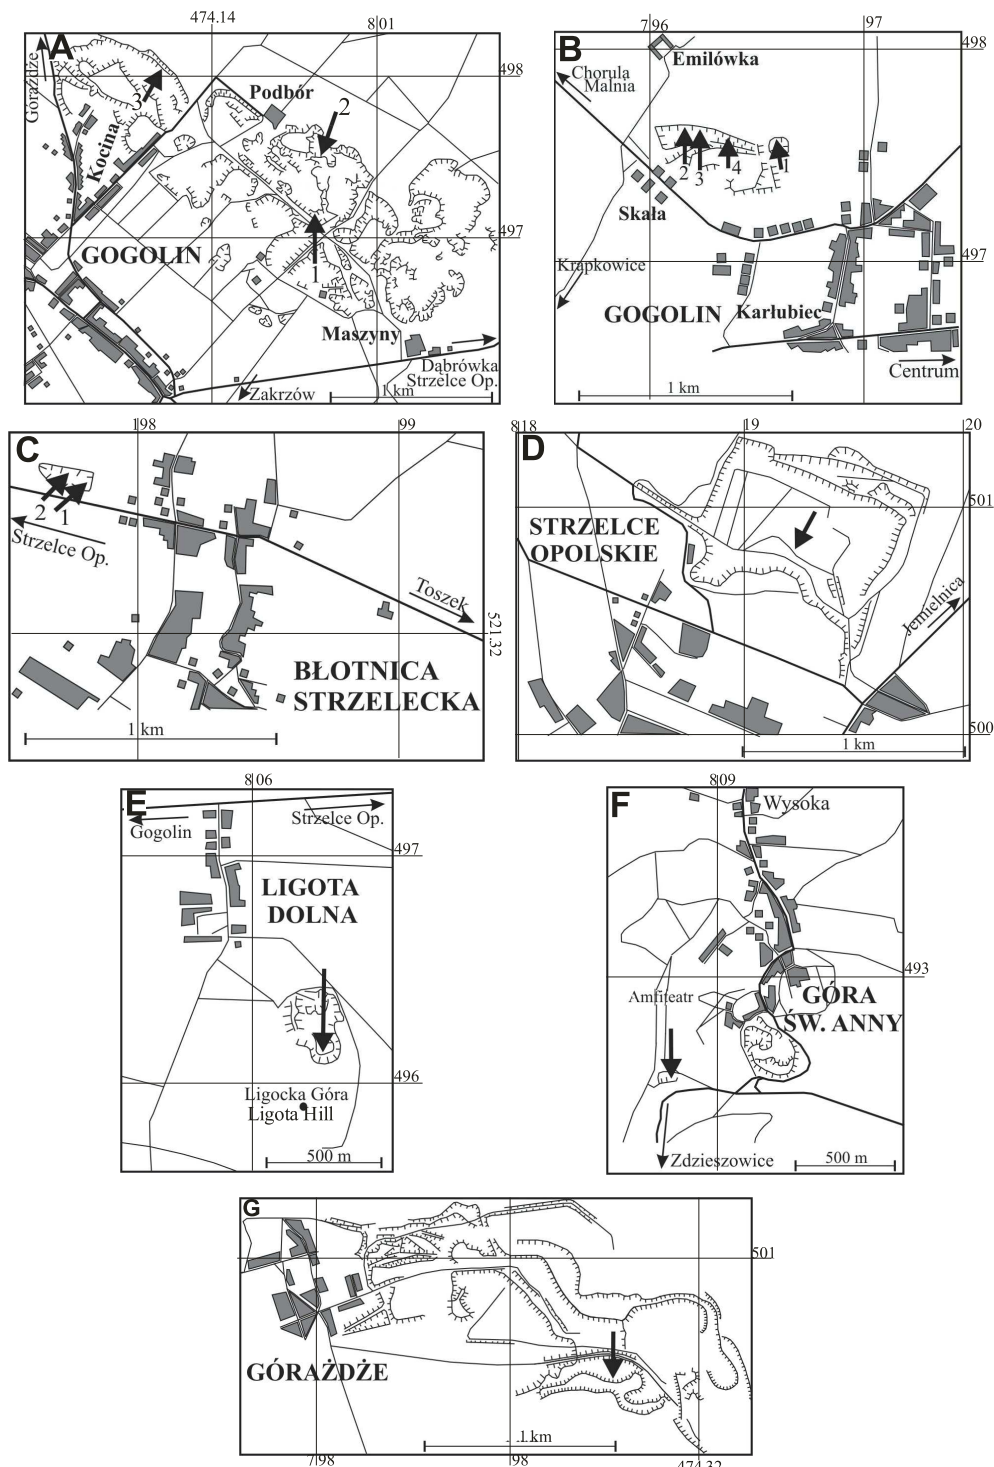 474.14
8 01
A
Gorażdże
3
498
Kocina
Podbór
2
GOGOLIN
497
1
Maszyny
Dąbrówka
Strzelce Op.
Zakrzów
1 km
7 96
97
B
Emilówka
498
Chorula
Malnia
2
3
4
1
Skała
Krapkowice
497
GOGOLIN
Karłubiec
Centrum
1 km
198
99
C
2 1
Strzelce Op.
Toszek
521.32
BŁOTNICA
STRZELECKA
1 km
8 18
19
20
D
501
STRZELCE
OPOLSKIE
Jemielnica
500
1 km
8 06
E
Gogolin
Strzelce Op.
497
LIGOTA
DOLNA
496
Ligocka Góra
Ligota Hill
500 m
8 09
F
Wysoka
493
Amfiteatr
GÓRA
ŚW. ANNY
Zdzieszowice
500 m
G
501
GÓRAŻDŻE
1 km
7 98
98
474.32